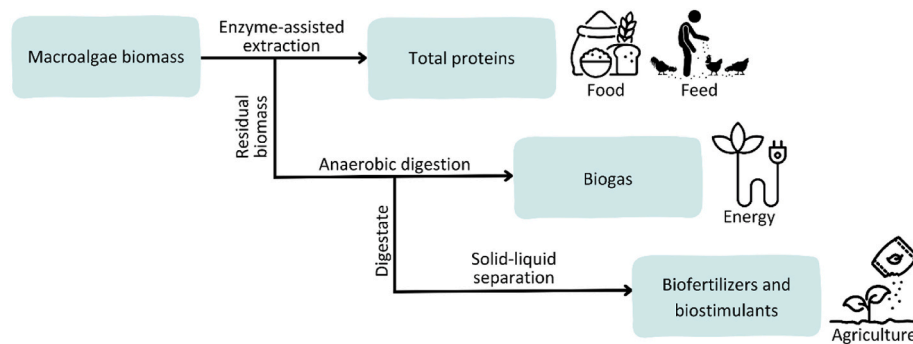 Enzyme-assisted
extraction
Macroalgae biomass
Total proteins
Food
Feed
Residual
biomass
Anaerobic digestion
Biogas
Energy
Digestate
Solid-liquid
separation
Biofertilizers and
biostimulants
Agriculture